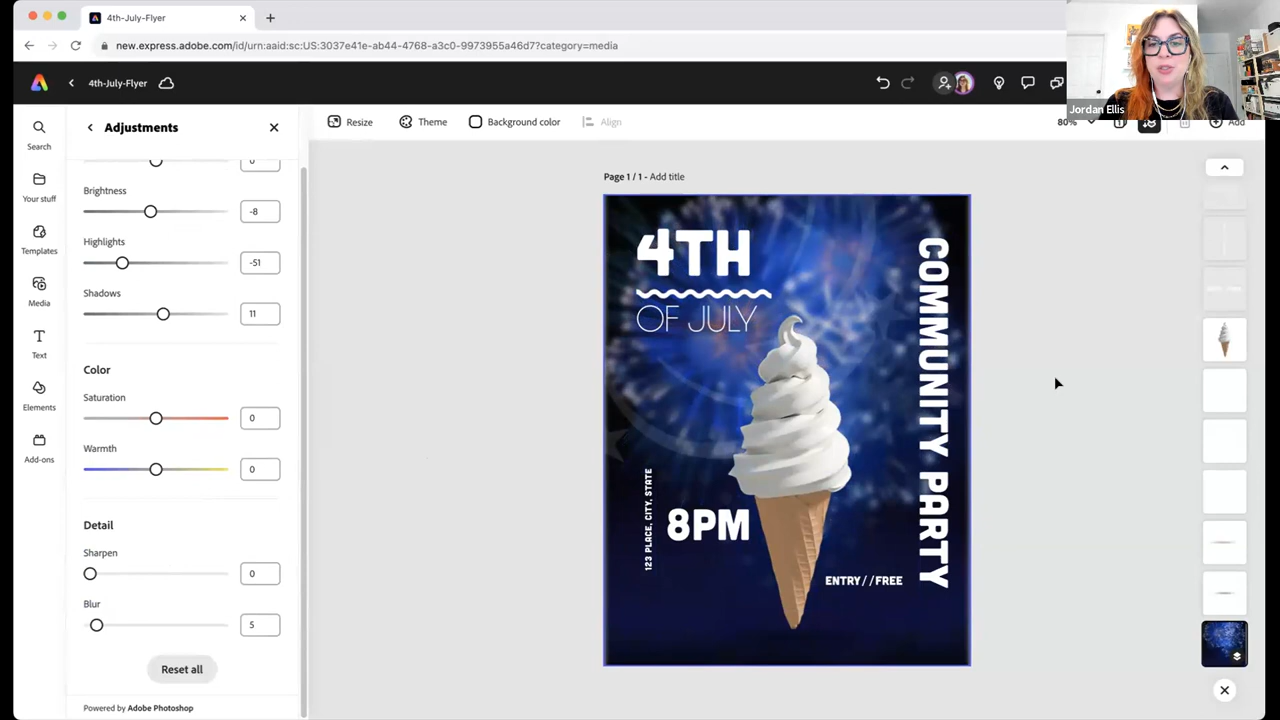 4th-July-Flyer
new.express.adobe.com/id/urn:aaid:sc:US:3037e41e-ab44-4768-a3c0-9973955a46d7?category=media
4th-July-Flyer
Jordan Ellis
Search
Your stuff
Templates
Media
Text
Elements
Add-ons
Adjustments
0
Brightness
-8
Highlights
-51
Shadows
11
Color
Saturation
0
Warmth
0
Detail
Sharpen
0
Blur
5
Reset all
Powered by Adobe Photoshop
Resize
Theme
Background color
Align
80%
Add
Page 1 / 1 - Add title
4TH
OF JULY
COMMUNITY PARTY
123 PLACE, CITY, STATE
8PM
ENTRY//FREE